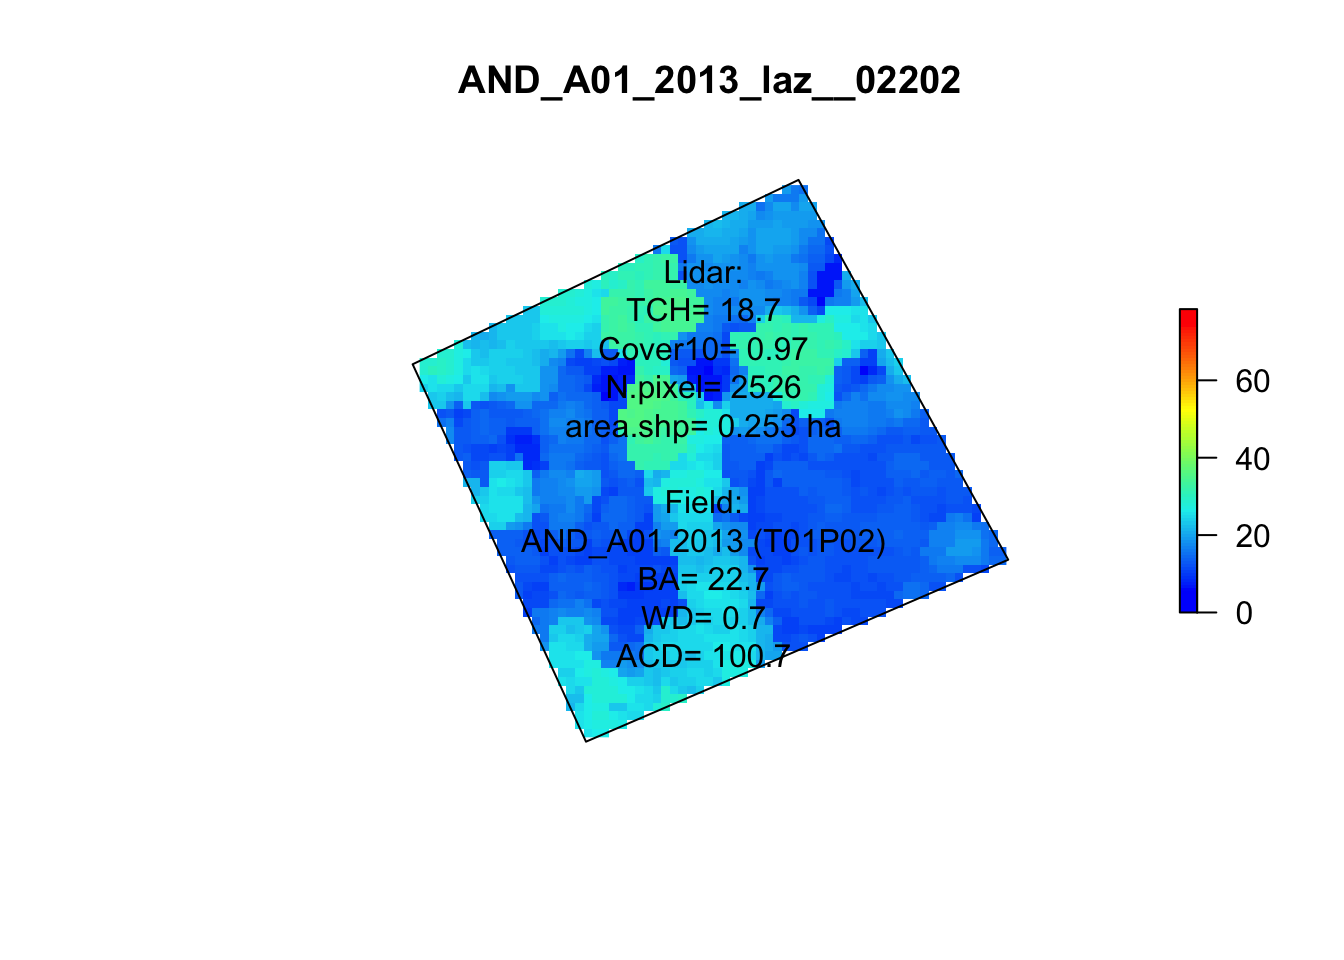 AND_A01_2013_laz__02202
Lidar:
TCH= 18.7
Cover10= 0.97
N.pixel= 2526
area.shp= 0.253 ha
Field:
AND_A01 2013 (T01P02)
BA= 22.7
WD= 0.7
ACD= 100.7
60
40
20
0